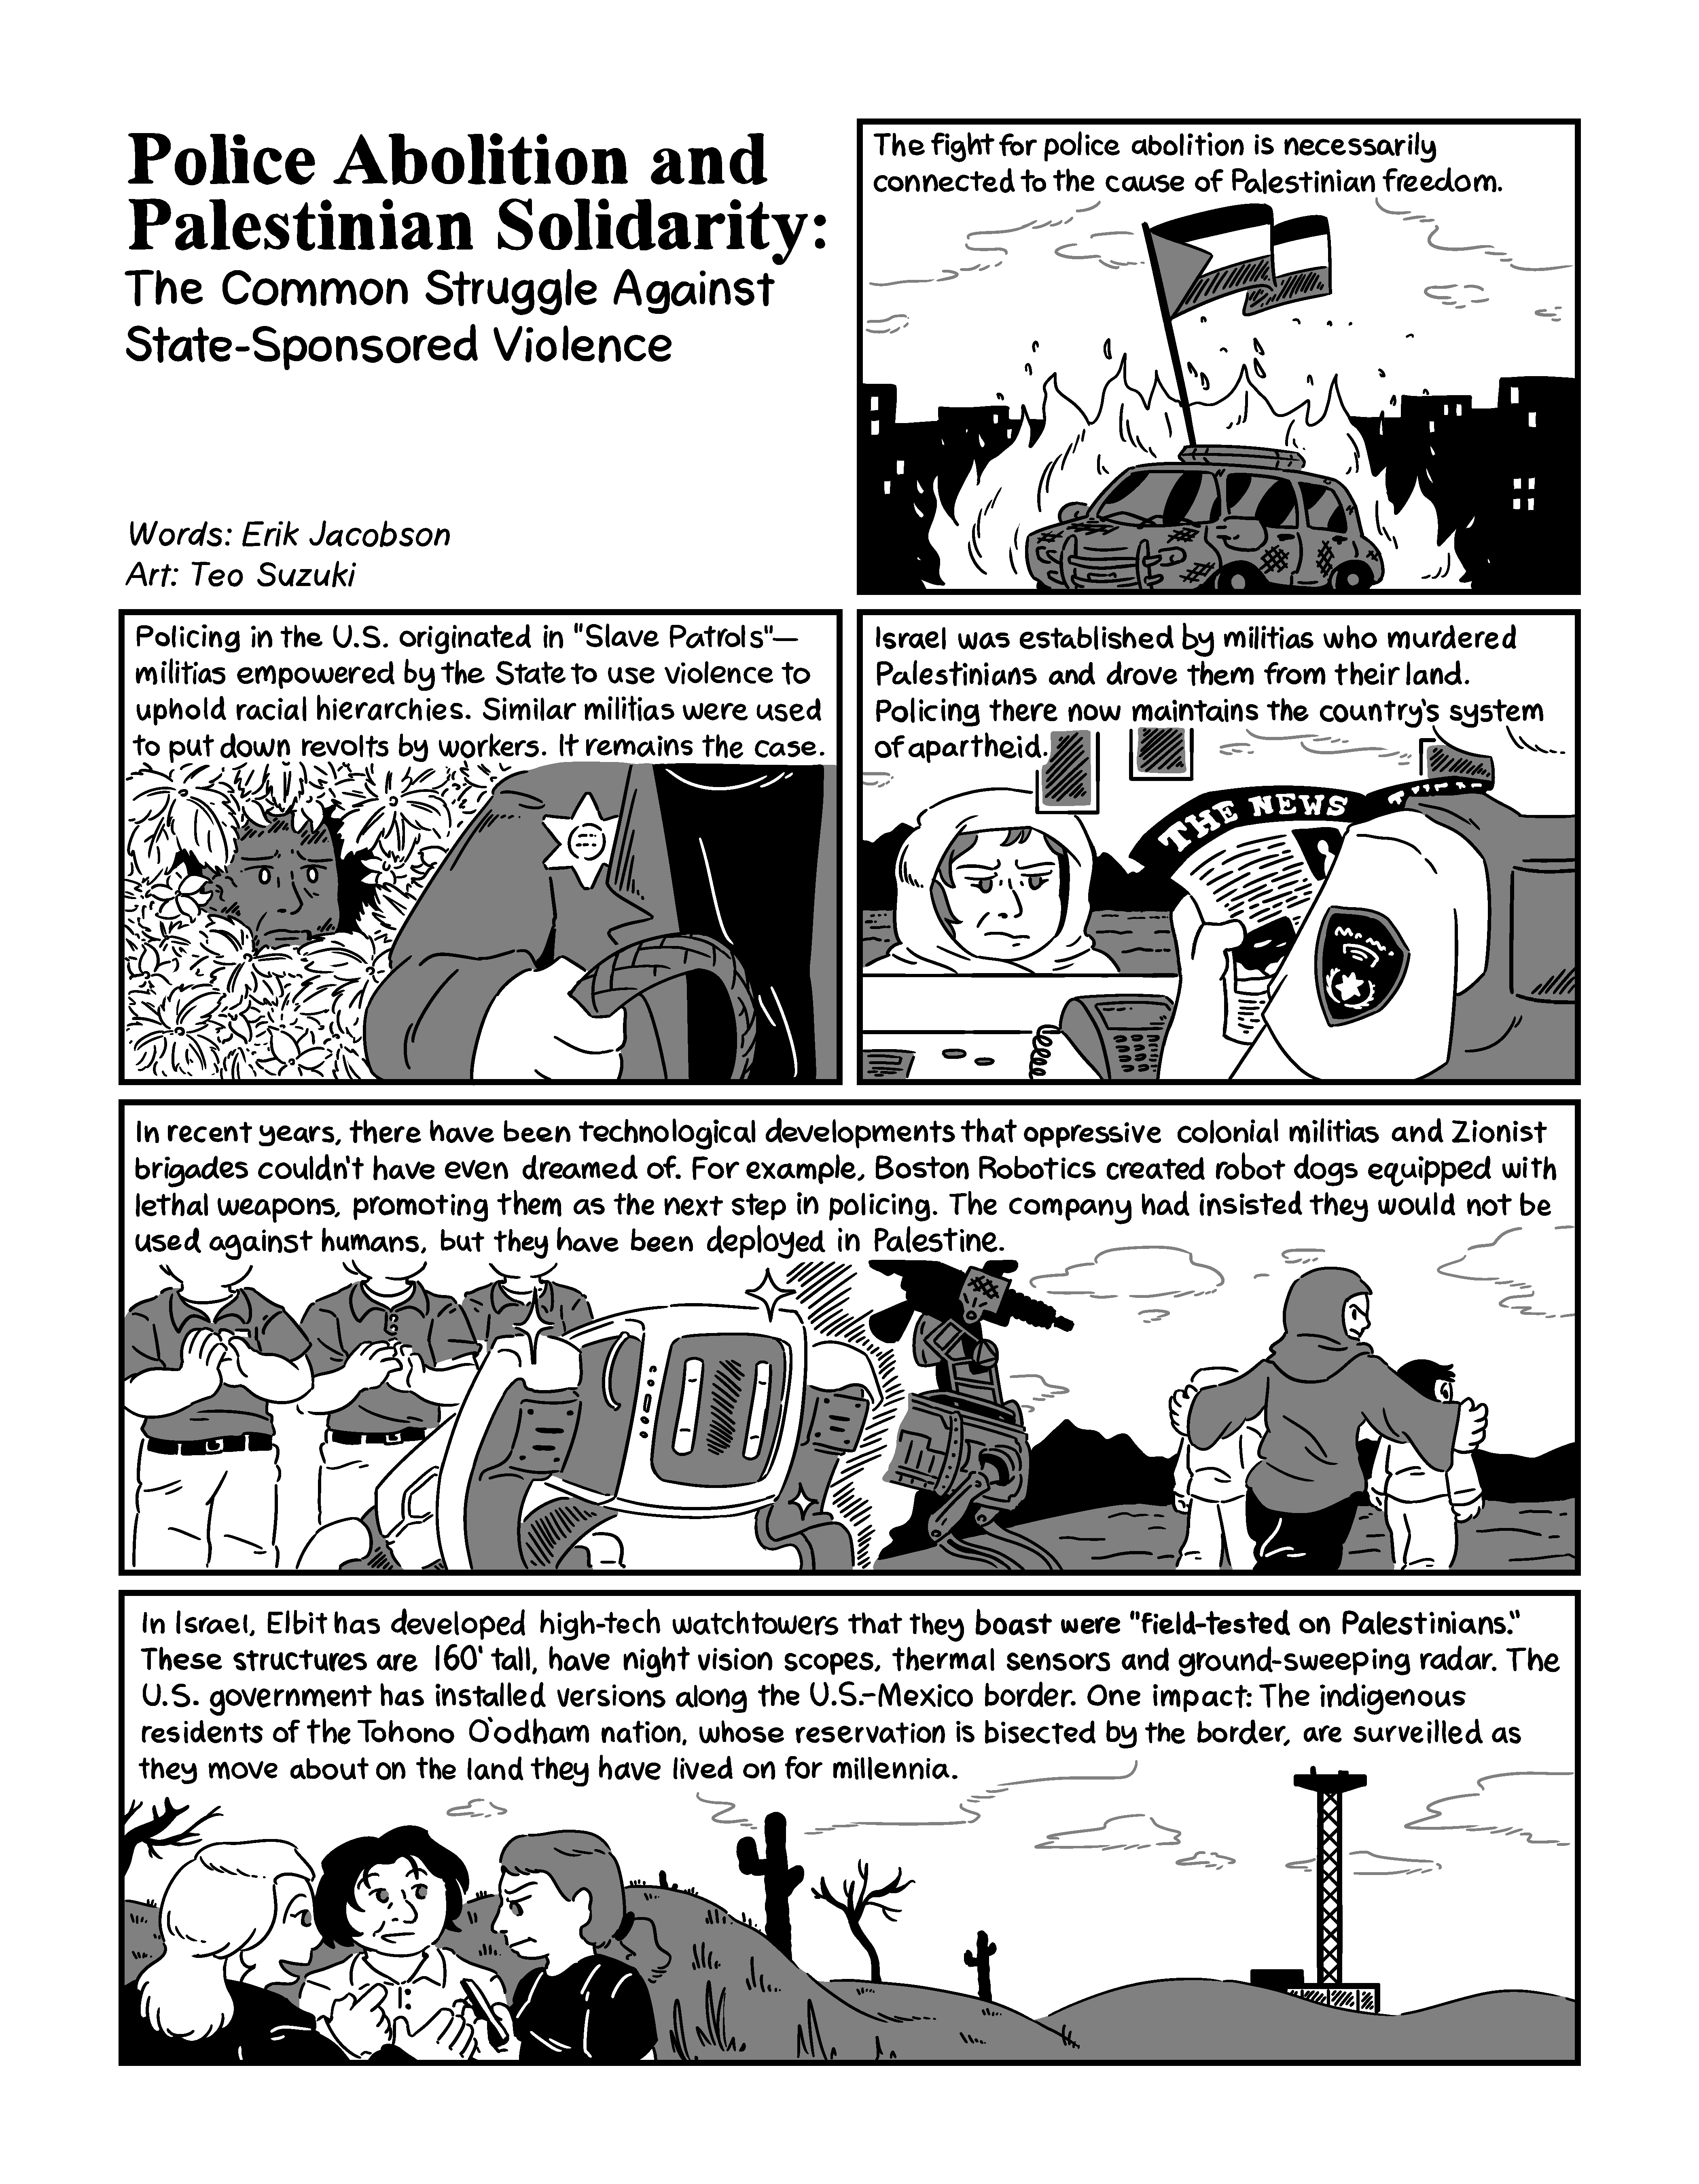 Police Abolition and
Palestinian Solidarity:
The Common Struggle Against
State-Sponsored Violence
Words: Erik Jacobson
Art: Teo Suzuki
The fight for police abolition is necessarily
connected to the cause of Palestinian freedom.
Policing in the U.S. originated in "Slave Patrols"—
militias empowered by the State to use violence to
uphold racial hierarchies. Similar militias were used
to put down revolts by workers. It remains the case.
Israel was established by militias who murdered
Palestinians and drove them from their land.
Policing there now maintains the country's system
of apartheid.
THE NEWS
In recent years, there have been technological developments that oppressive colonial militias and Zionist
brigades couldn't have even dreamed of. For example, Boston Robotics created robot dogs equipped with
lethal weapons, promoting them as the next step in policing. The company had insisted they would not be
used against humans, but they have been deployed in Palestine.
In Israel, Elbit has developed high-tech watchtowers that they boast were "field-tested on Palestinians."
These structures are 160' tall, have night vision scopes, thermal sensors and ground-sweeping radar. The
U.S. government has installed versions along the U.S.-Mexico border. One impact: The indigenous
residents of the Tohono O'odham nation, whose reservation is bisected by the border, are surveilled as
they move about on the land they have lived on for millennia.